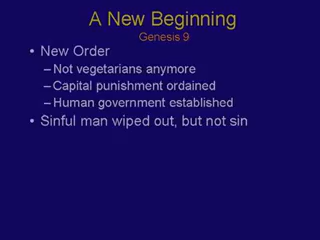 A New Beginning
Genesis 9
• New Order
– Not vegetarians anymore
– Capital punishment ordained
– Human government established
• Sinful man wiped out, but not sin